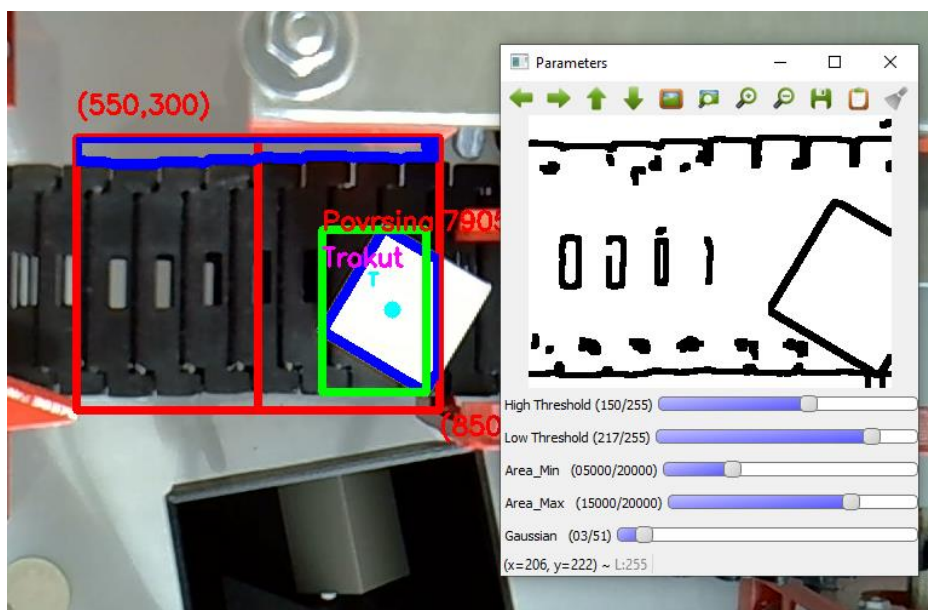 (550,300)
Povrsina 7905
Trokut
T
(850
Parameters
High Threshold (150/255)
Low Threshold (217/255)
Area_Min (05000/20000)
Area_Max (15000/20000)
Gaussian (03/51)
(x=206, y=222) ~ L:255